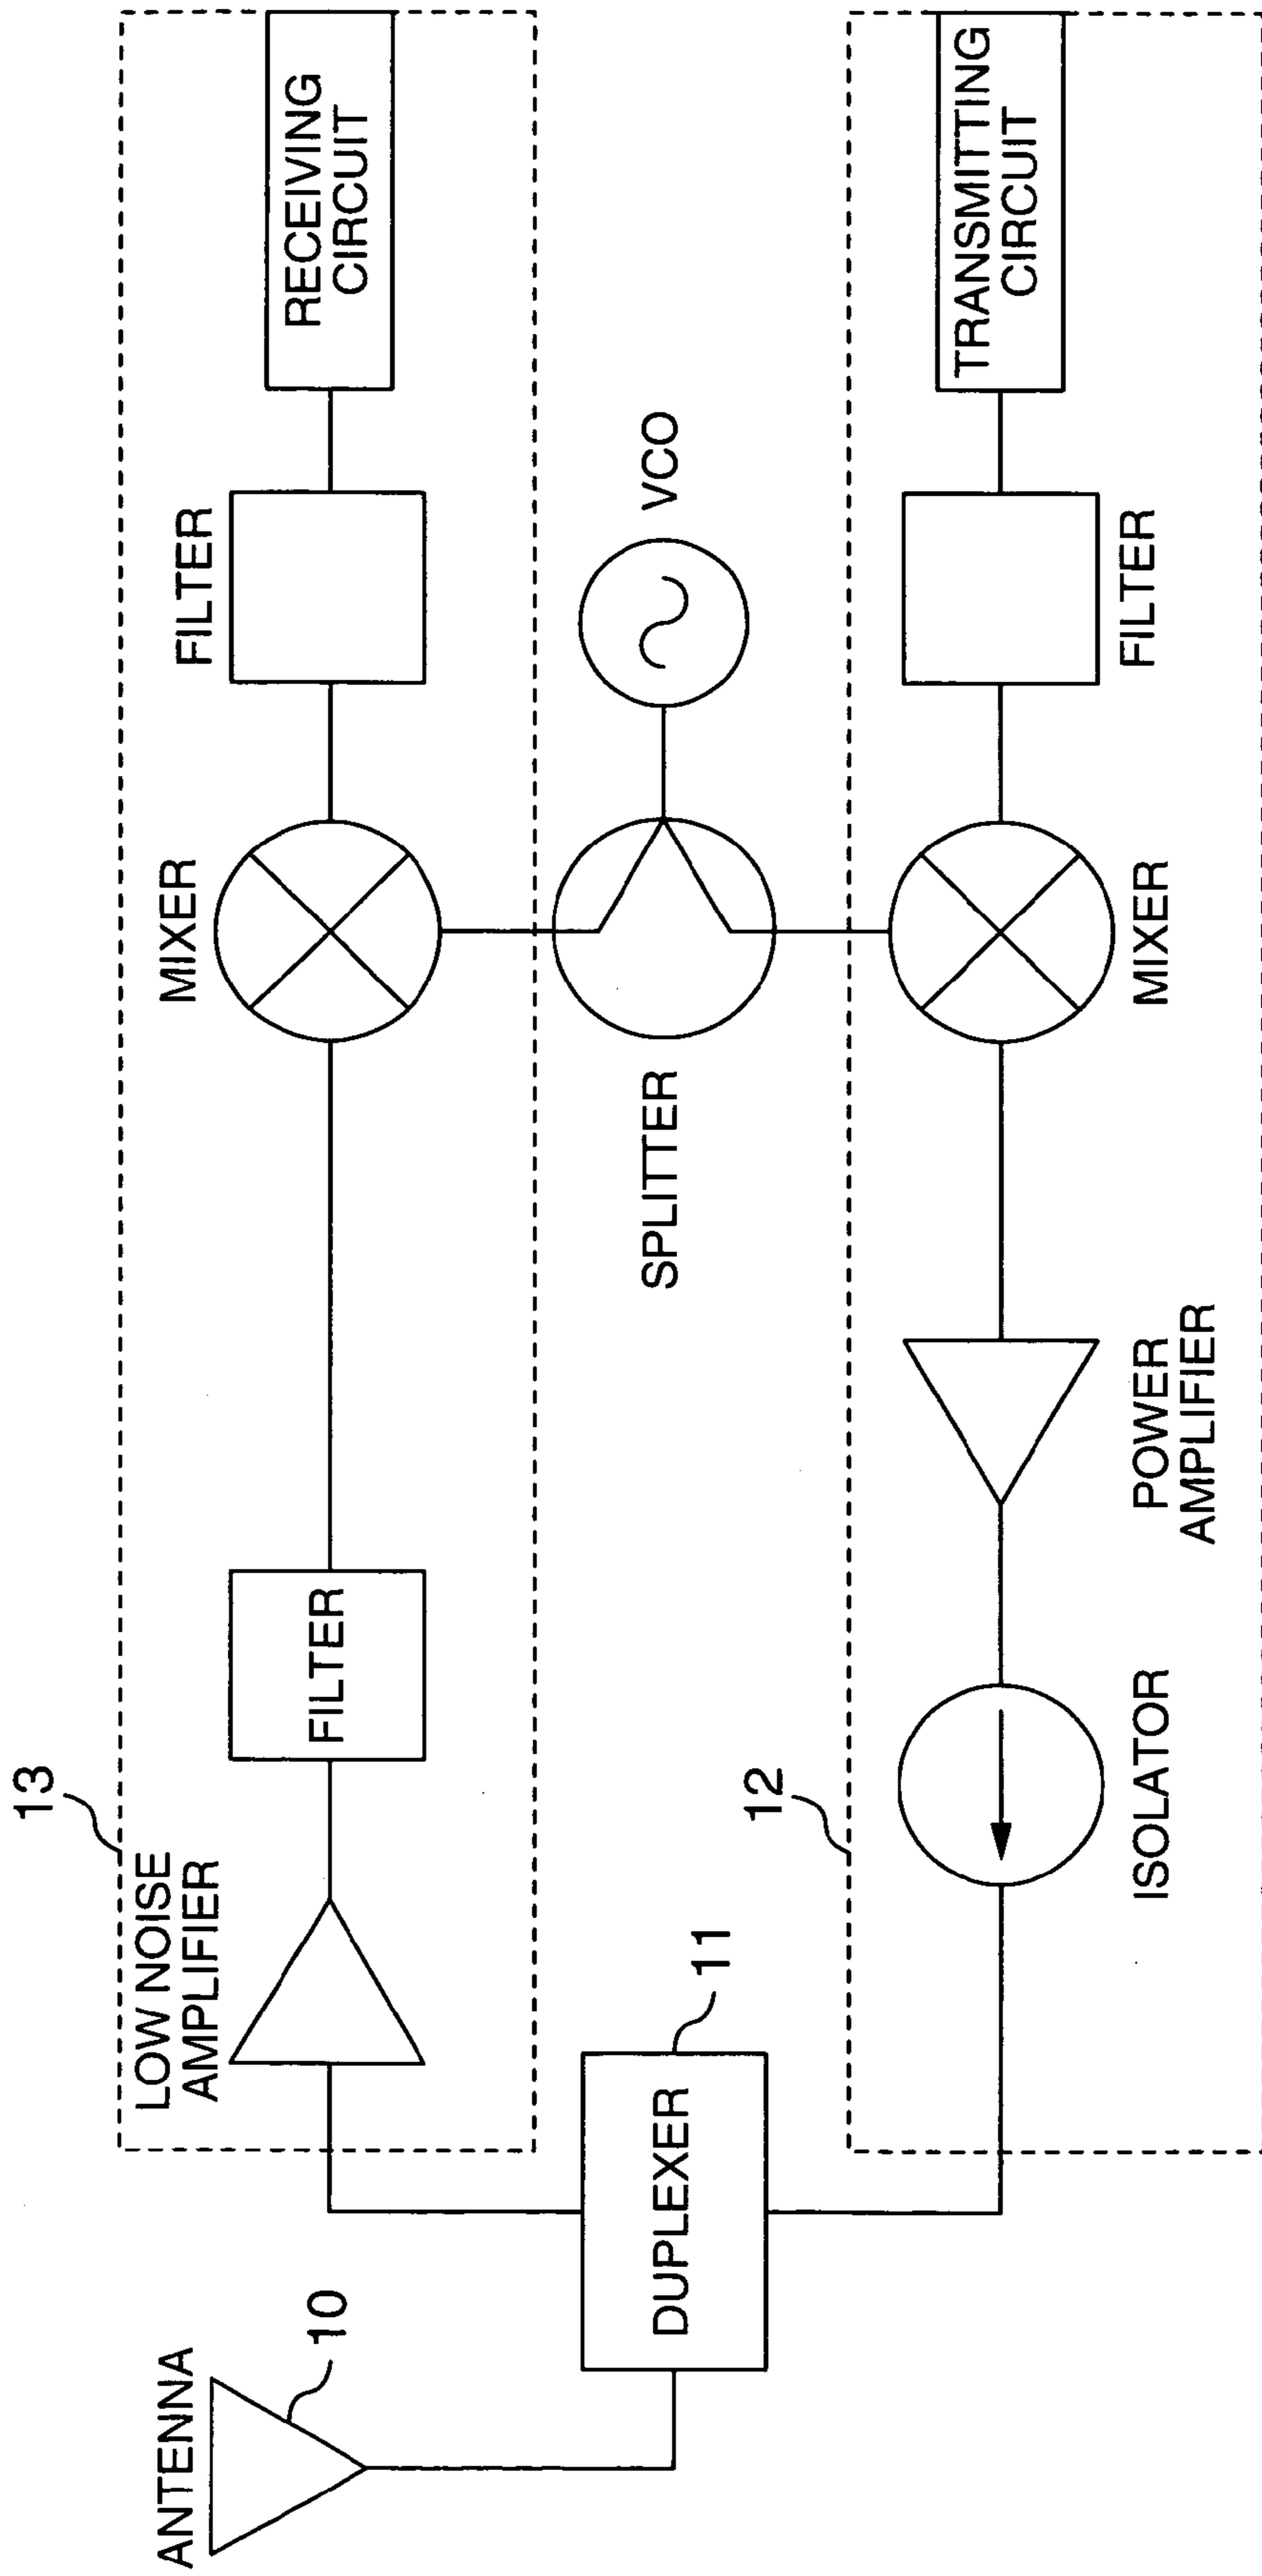 ANTENNA
10
DUPLEXER
11
13
LOW NOISE
AMPLIFIER
FILTER
MIXER
FILTER
RECEIVING
CIRCUIT
SPLITTER
VCO
12
ISOLATOR
POWER
AMPLIFIER
MIXER
FILTER
TRANSMITTING
CIRCUIT